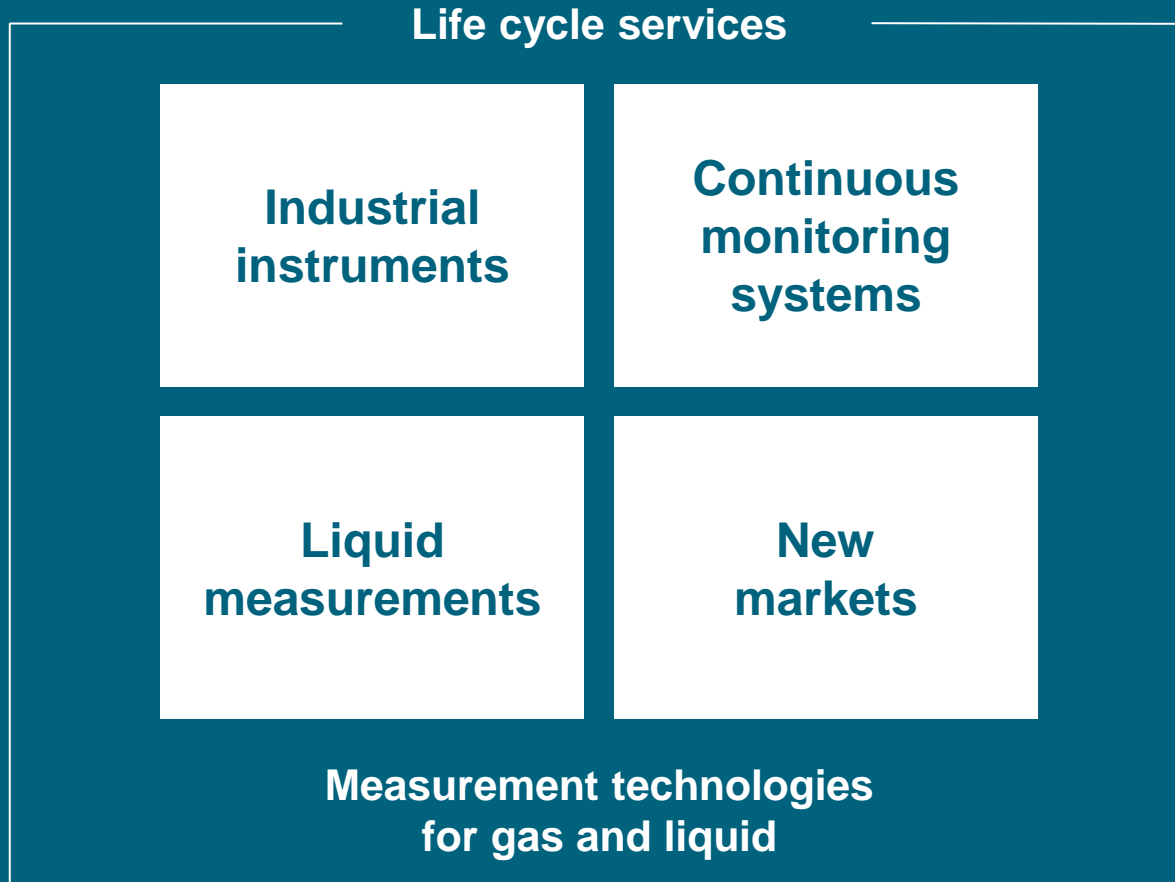 Life cycle services
Industrial
instruments
Continuous
monitoring
systems
Liquid
measurements
New
markets
Measurement technologies
for gas and liquid